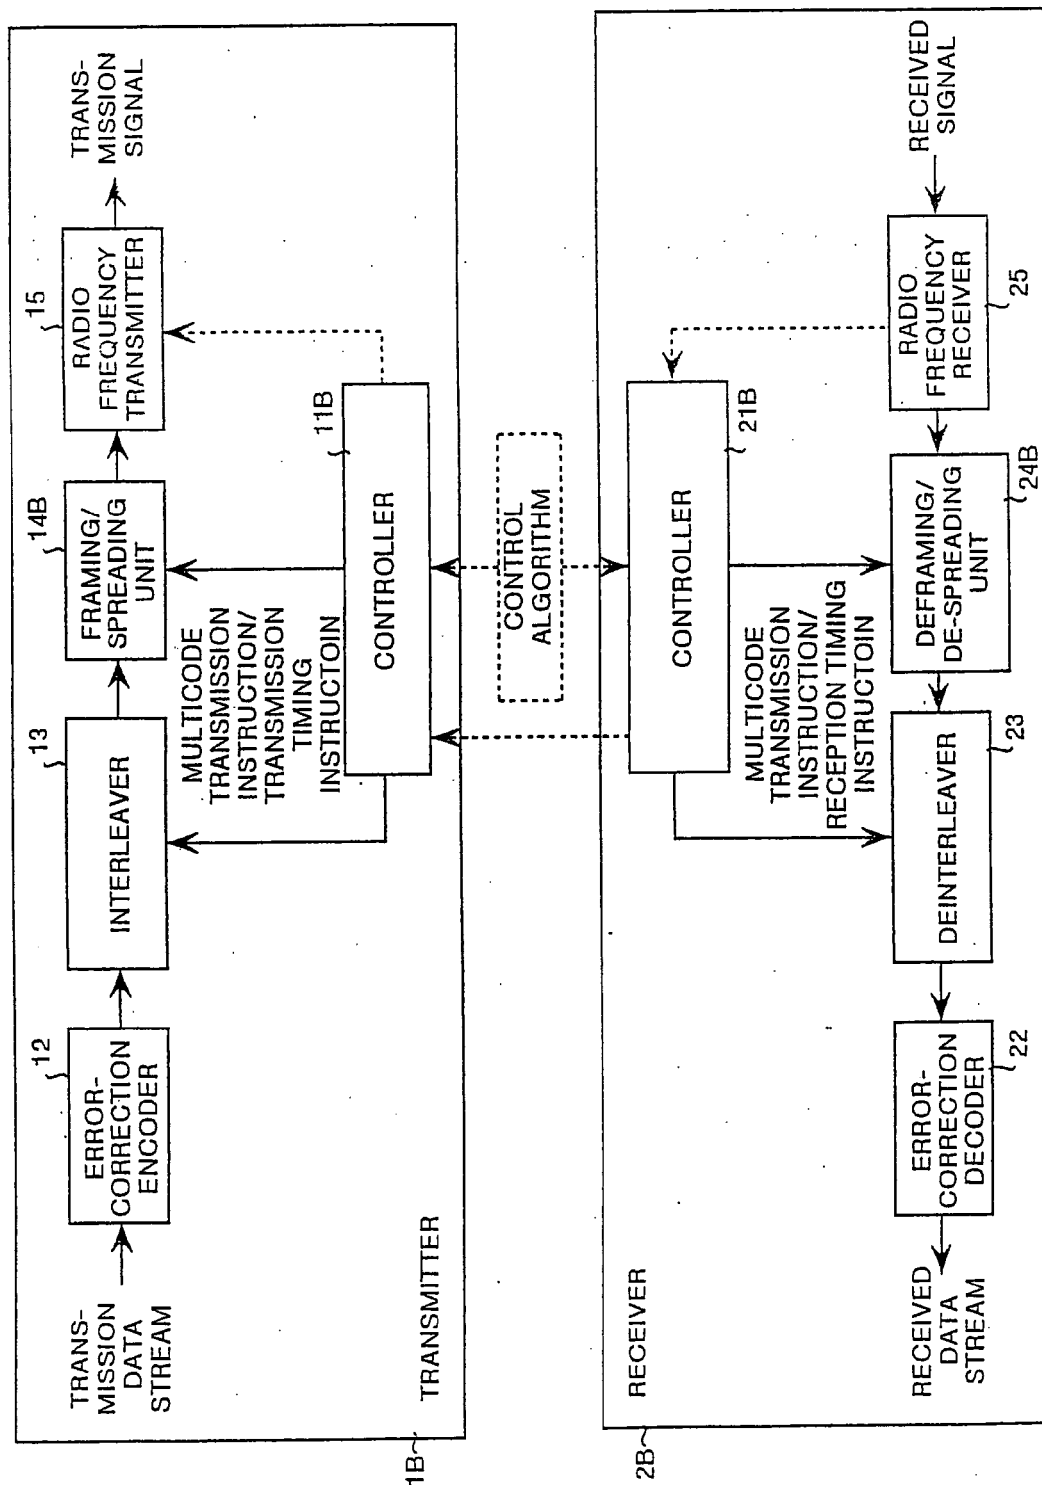 1B
TRANSMITTER
TRANS-
MISSION
DATA
STREAM
12
ERROR-
CORRECTION
ENCODER
13
INTERLEAVER
14B
FRAMING/
SPREADING
UNIT
15
RADIO
FREQUENCY
TRANSMITTER
TRANS-
MISSION
SIGNAL
MULTICODE
TRANSMISSION
INSTRUCTION/
TRANSMISSION
TIMING
INSTRUCTOIN
11B
CONTROLLER
CONTROL
ALGORITHM
2B
RECEIVER
21B
CONTROLLER
MULTICODE
TRANSMISSION
INSTRUCTION/
RECEPTION TIMING
INSTRUCTON
RECEIVED
DATA
STREAM
ERROR-
CORRECTION
DECODER
22
DEINTERLEAVER
23
DEFRAMING/
DE-SPREADING
UNIT
24B
RADIO
FREQUENCY
RECEIVER
25
RECEIVED
SIGNAL